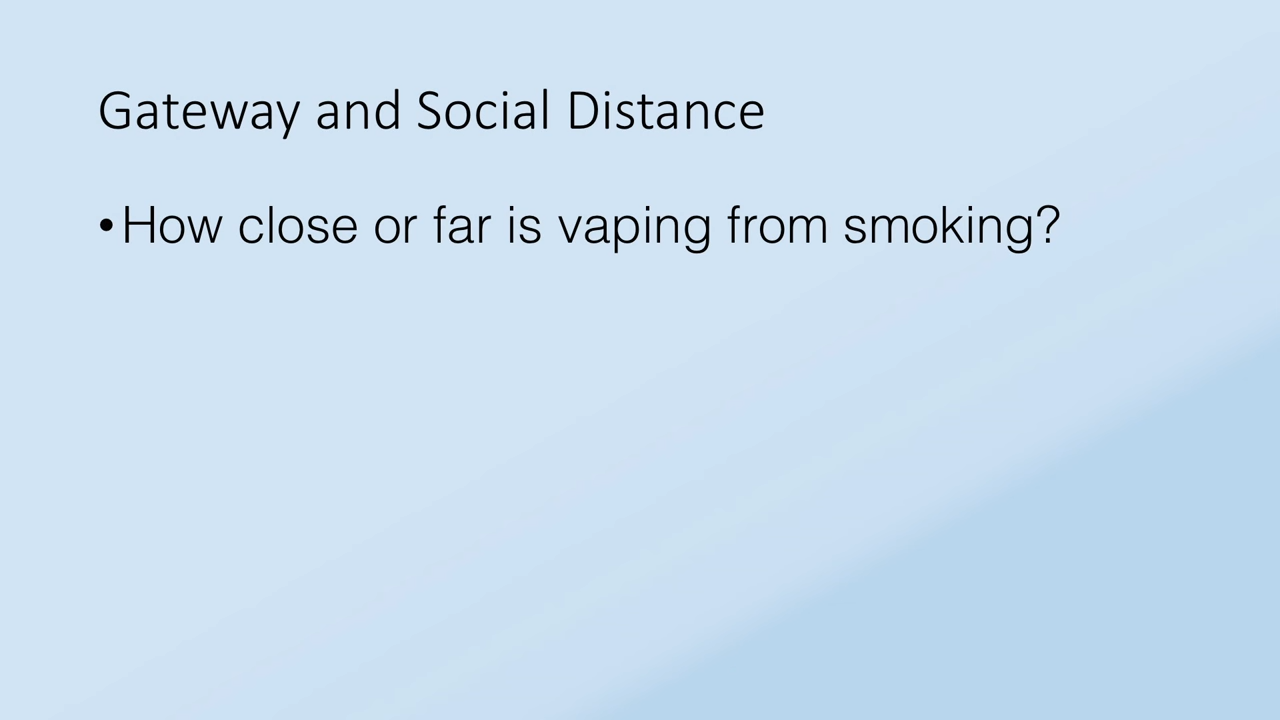 Gateway and Social Distance
•How close or far is vaping from smoking?